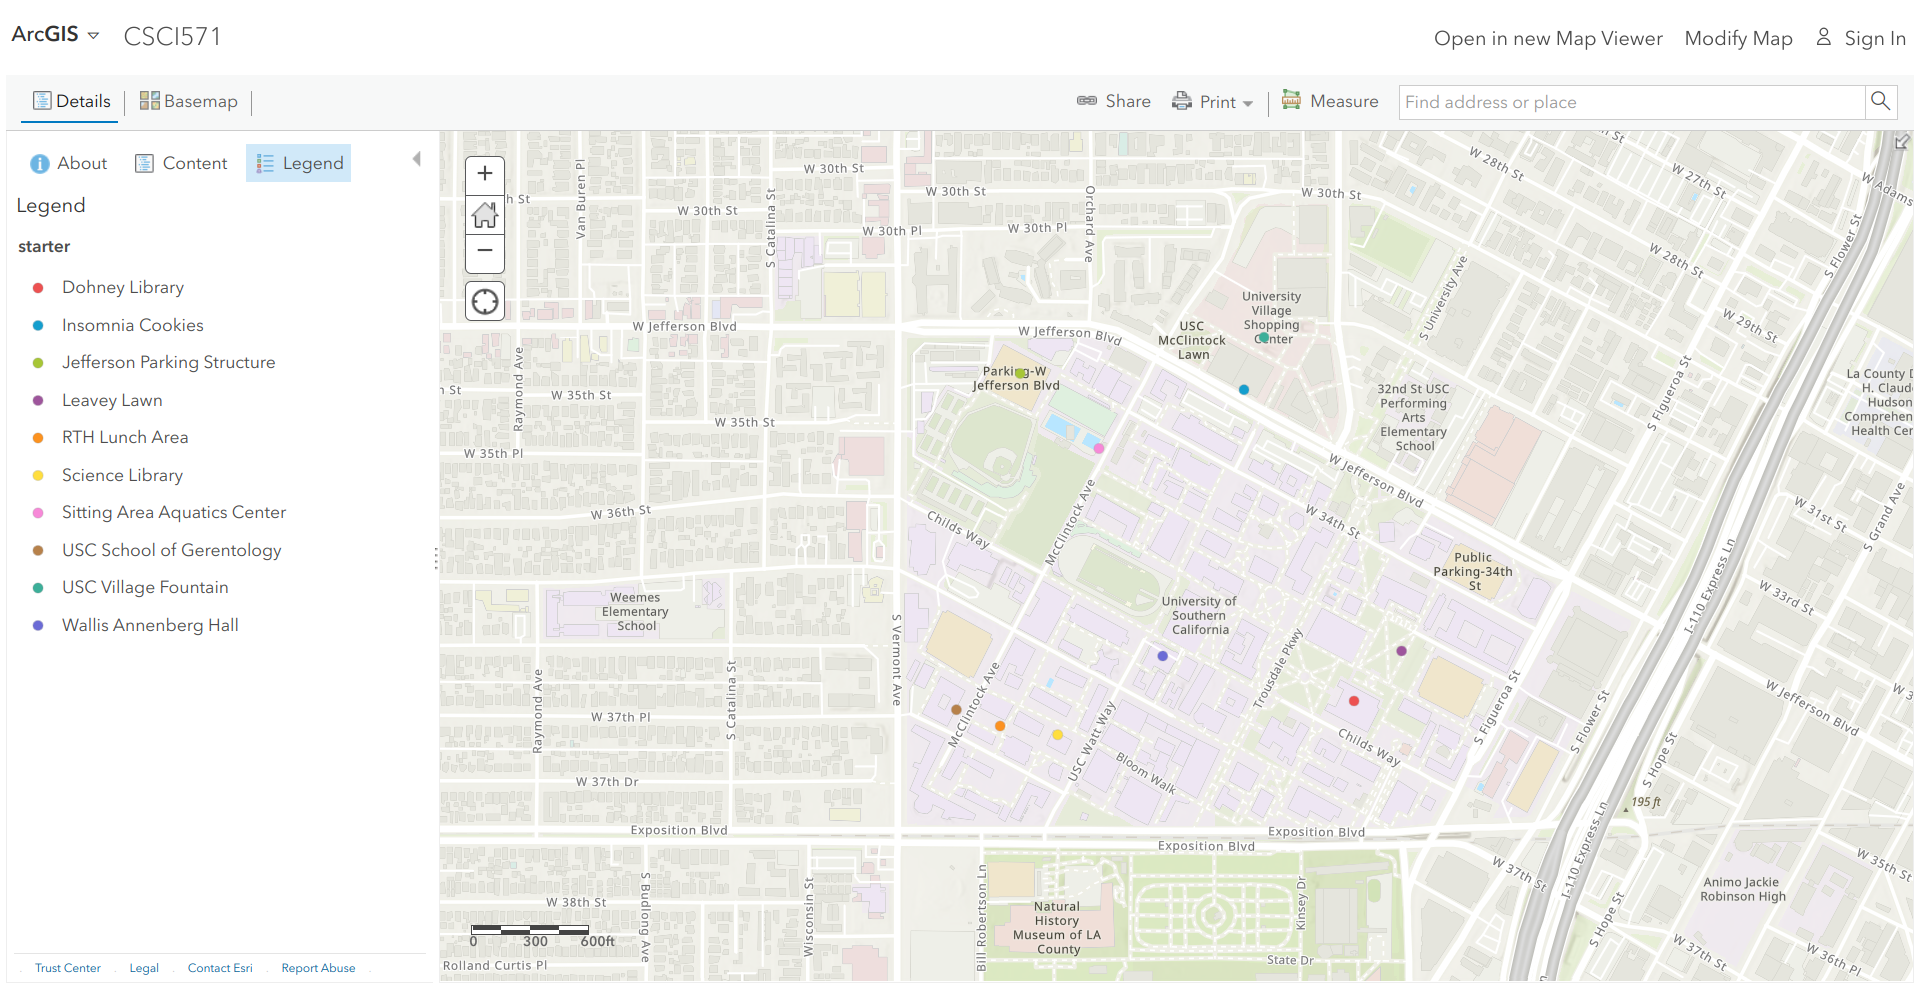 ArcGIS CSCI571
Open in new Map Viewer Modify Map Sign In
Details Basemap
Share Print Measure Find address or place
About Content Legend
Legend
starter
Dohney Library
Insomnia Cookies
Jefferson Parking Structure
Leavey Lawn
RTH Lunch Area
Science Library
Sitting Area Aquatics Center
USC School of Gerentology
USC Village Fountain
Wallis Annenberg Hall
Trust Center Legal Contact Esri Report Abuse
+
−
h St
Van Buren Pl
W 30th St
S Catalina St
W 30th St
W 30th Pl
W 30th St
W 30th Pl
Orchard Ave
W 30th St
W 28th St
W 27th St
W Adams
S Flower St
W 28th St
W 29th St
S University Ave
University
Village
Shopping
Center
USC
McClintock
Lawn
W Jefferson Blvd
W Jefferson Blvd
Parking-W
Jefferson Blvd
Raymond Ave
n St
W 35th St
W 35th St
W 35th Pl
W 36th St
32nd St USC
Performing
Arts
Elementary
School
S Figueroa St
La County D
H. Claud
Hudson
Comprehen
Health Cer
W Jefferson Blvd
W 34th St
McClintock Ave
Childs Way
W 31st St
S Grand Ave
Public
Parking-34th
St
I-110 Express Ln
W 33rd St
Weemes
Elementary
School
University of
Southern
California
S Vermont Ave
Trousdale Pkwy
McClintock Ave
Raymond Ave
S Catalina St
W 37th Pl
W 37th Dr
USC Watt Way
Bloom Walk
Childs Way
S Figueroa St
S Flower St
W Jefferson Blvd
W 3
S Hope St
195 ft
Exposition Blvd
Exposition Blvd
Exposition Blvd
I-110 Express Ln
W 37th St
W 35th St
Animo Jackie
Robinson High
S Hope St
W 37th St
W 36th Pl
W 38th St
S Budlong Ave
Wisconsin St
Bill Robertson Ln
Natural
History
Museum of LA
County
Kinsey Dr
State Dr
0 300 600ft
Rolland Curtis Pl